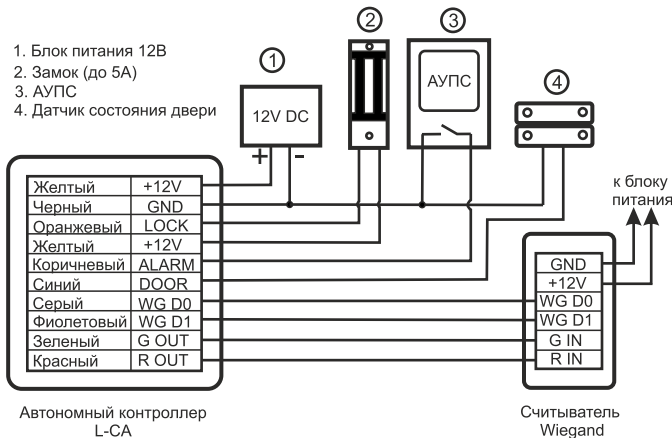 1. Блок питания 12В
2. Замок (до 5А)
3. АУПС
4. Датчик состояния двери
1
2
3
4
12V DC
+ -
АУПС
к блоку
питания
Желтый +12V
Черный GND
Оранжевый LOCK
Желтый +12V
Коричневый ALARM
Синий DOOR
Серый WG D0
Фиолетовый WG D1
Зеленый G OUT
Красный R OUT
GND
+12V
WG D0
WG D1
G IN
R IN
Автономный контроллер
L-CA
Считыватель
Wiegand